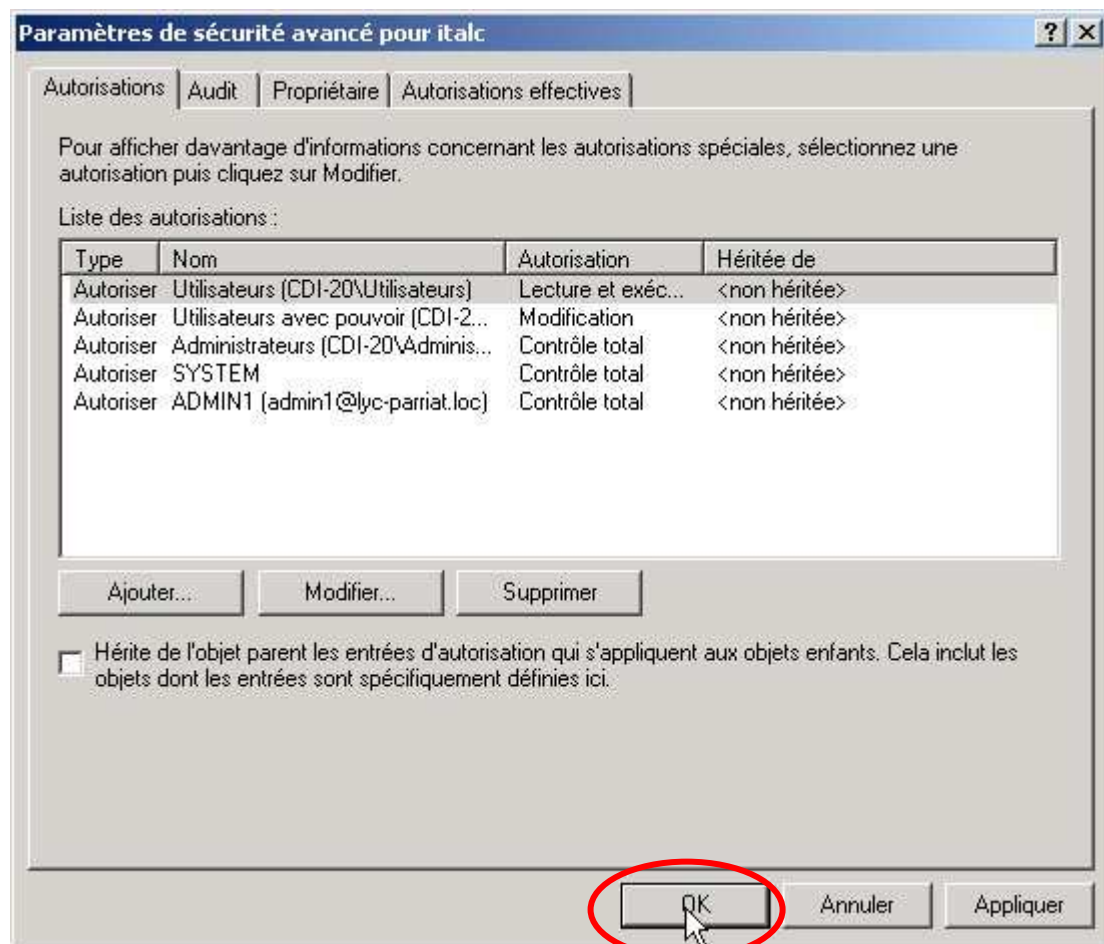 Paramètres de sécurité avancé pour italc
Autorisations Audit Propriétaire Autorisations effectives
Pour afficher davantage d'informations concernant les autorisations spéciales, sélectionnez une
autorisation puis cliquez sur Modifier.
Liste des autorisations :
Type Nom Autorisation Héritée de
Autoriser Utilisateurs (CDI-20\Utilisateurs) Lecture et exéc... <non héritée>
Autoriser Utilisateurs avec pouvoir (CDI-2... Modification <non héritée>
Autoriser Administrateurs (CDI-20\Adminis... Contrôle total <non héritée>
Autoriser SYSTEM Contrôle total <non héritée>
Autoriser ADMIN1 (admin1@lyc-parriat.loc) Contrôle total <non héritée>
Ajouter... Modifier... Supprimer
Hérite de l'objet parent les entrées d'autorisation qui s'appliquent aux objets enfants. Cela inclut les
objets dont les entrées sont spécifiquement définies ici.
OK Annuler Appliquer